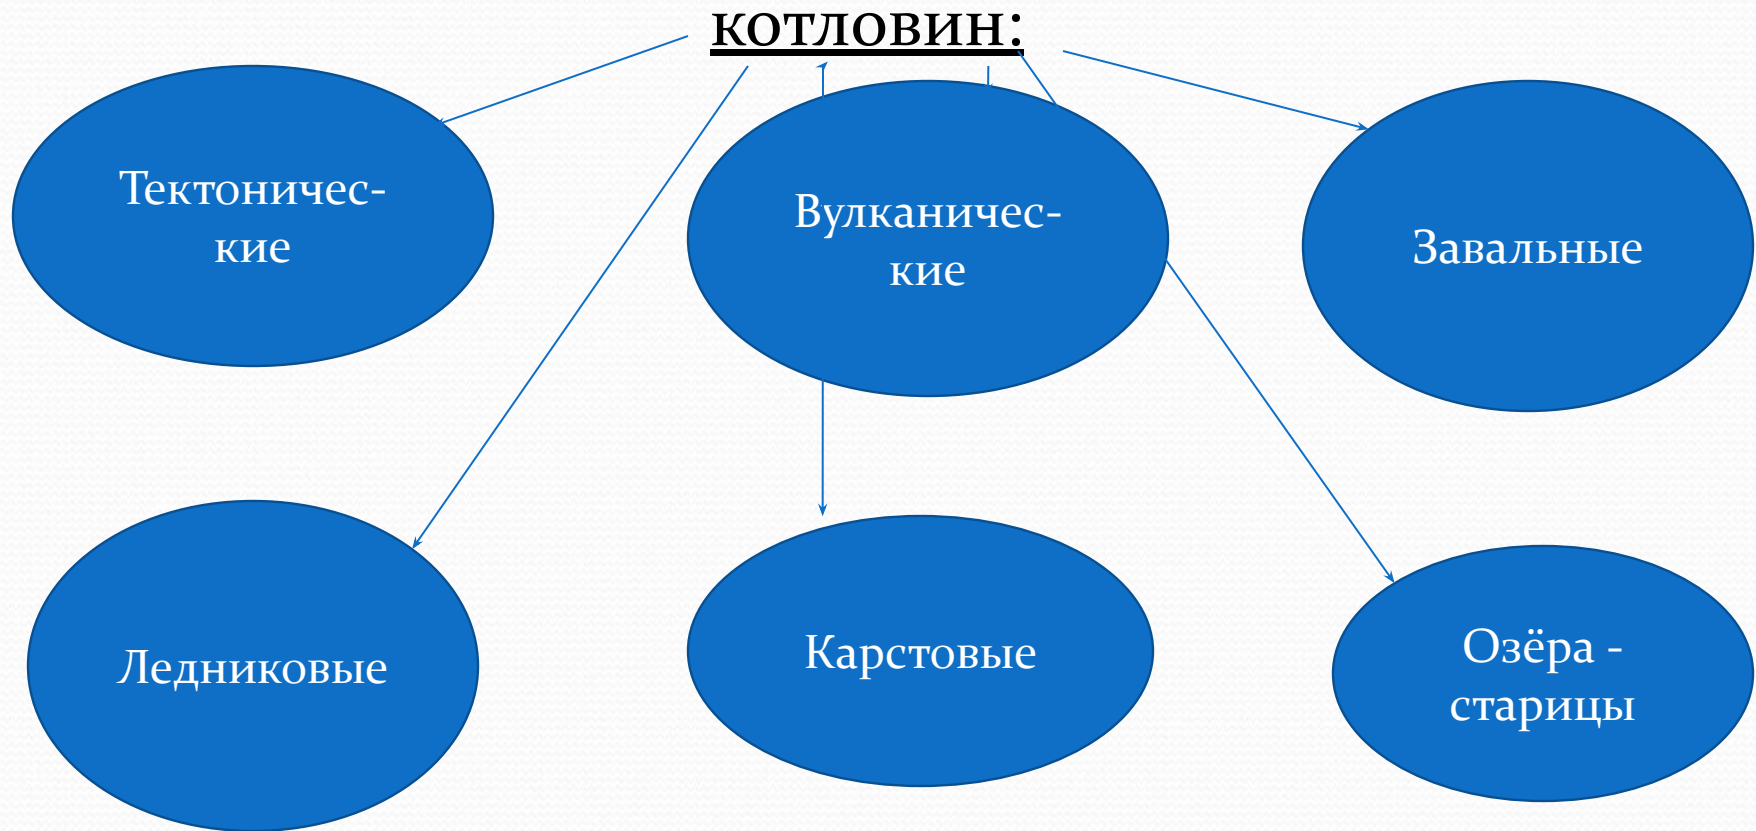 котловин:
Тектоничес-
кие
Вулканичес-
кие
Завальные
Ледниковые
Карстовые
Озёра -
старицы